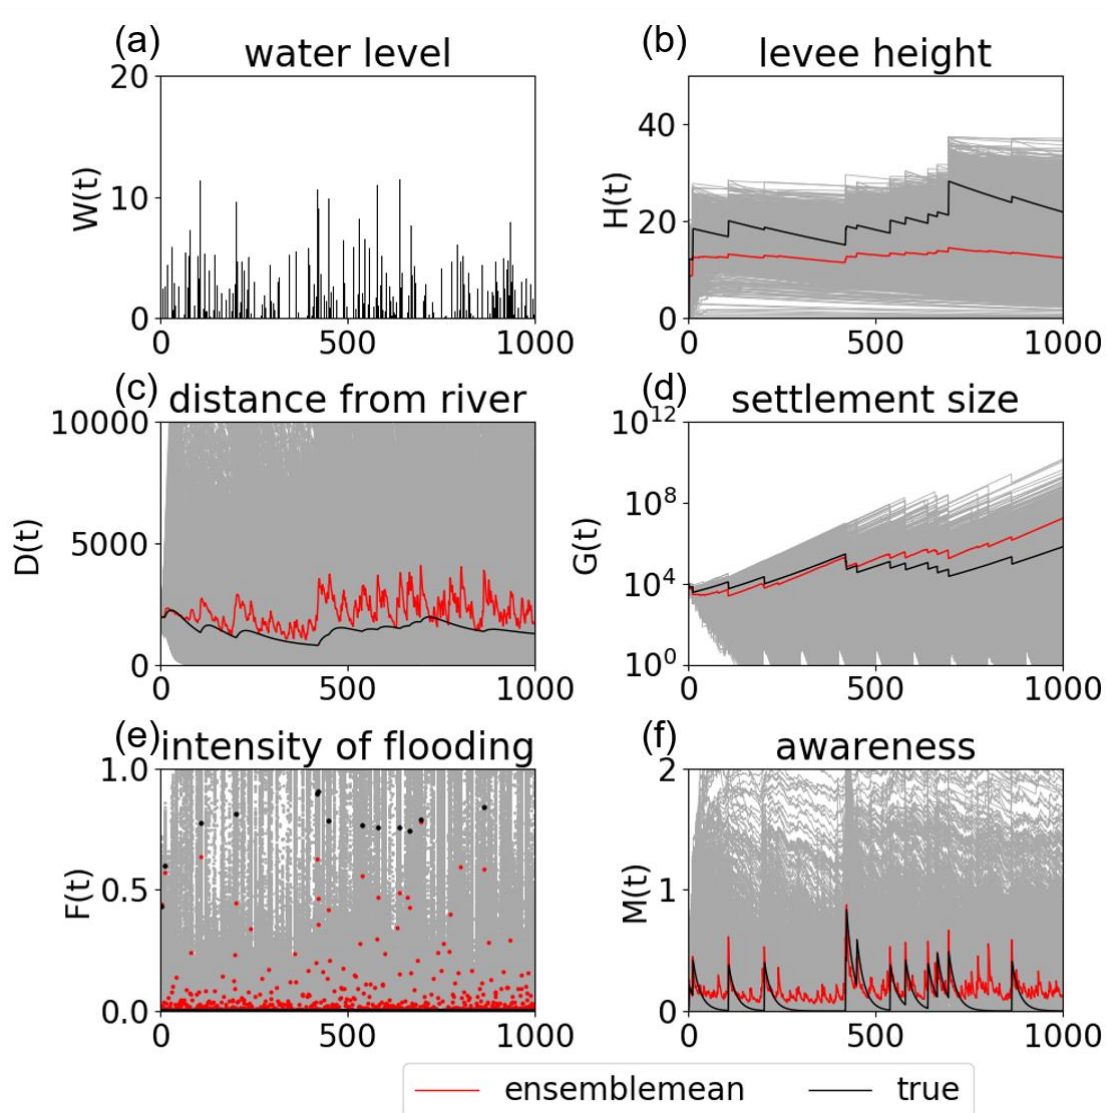 (a) water level
20
10
0
W(t)
0 500 1000
(b) levee height
40
20
0
H(t)
0 500 1000
(c) distance from river
10000
5000
0
D(t)
0 500 1000
(d) settlement size
10^12
10^8
10^4
10^0
G(t)
0 500 1000
(e) intensity of flooding
1.0
0.5
0.0
F(t)
0 500 1000
(f) awareness
2
1
0
M(t)
0 500 1000
ensemblemean true